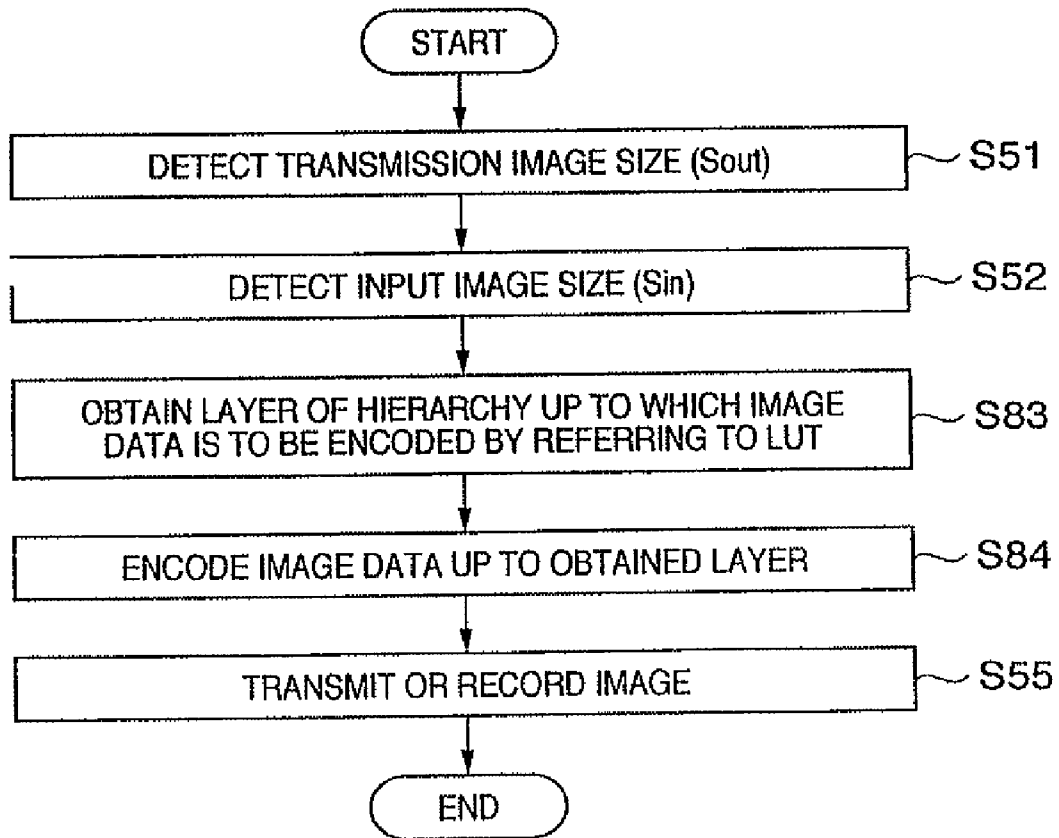 START
DETECT TRANSMISSION IMAGE SIZE (Sout)
S51
DETECT INPUT IMAGE SIZE (Sin)
S52
OBTAIN LAYER OF HIERARCHY UP TO WHICH IMAGE
DATA IS TO BE ENCODED BY REFERRING TO LUT
S83
ENCODE IMAGE DATA UP TO OBTAINED LAYER
S84
TRANSMIT OR RECORD IMAGE
S55
END